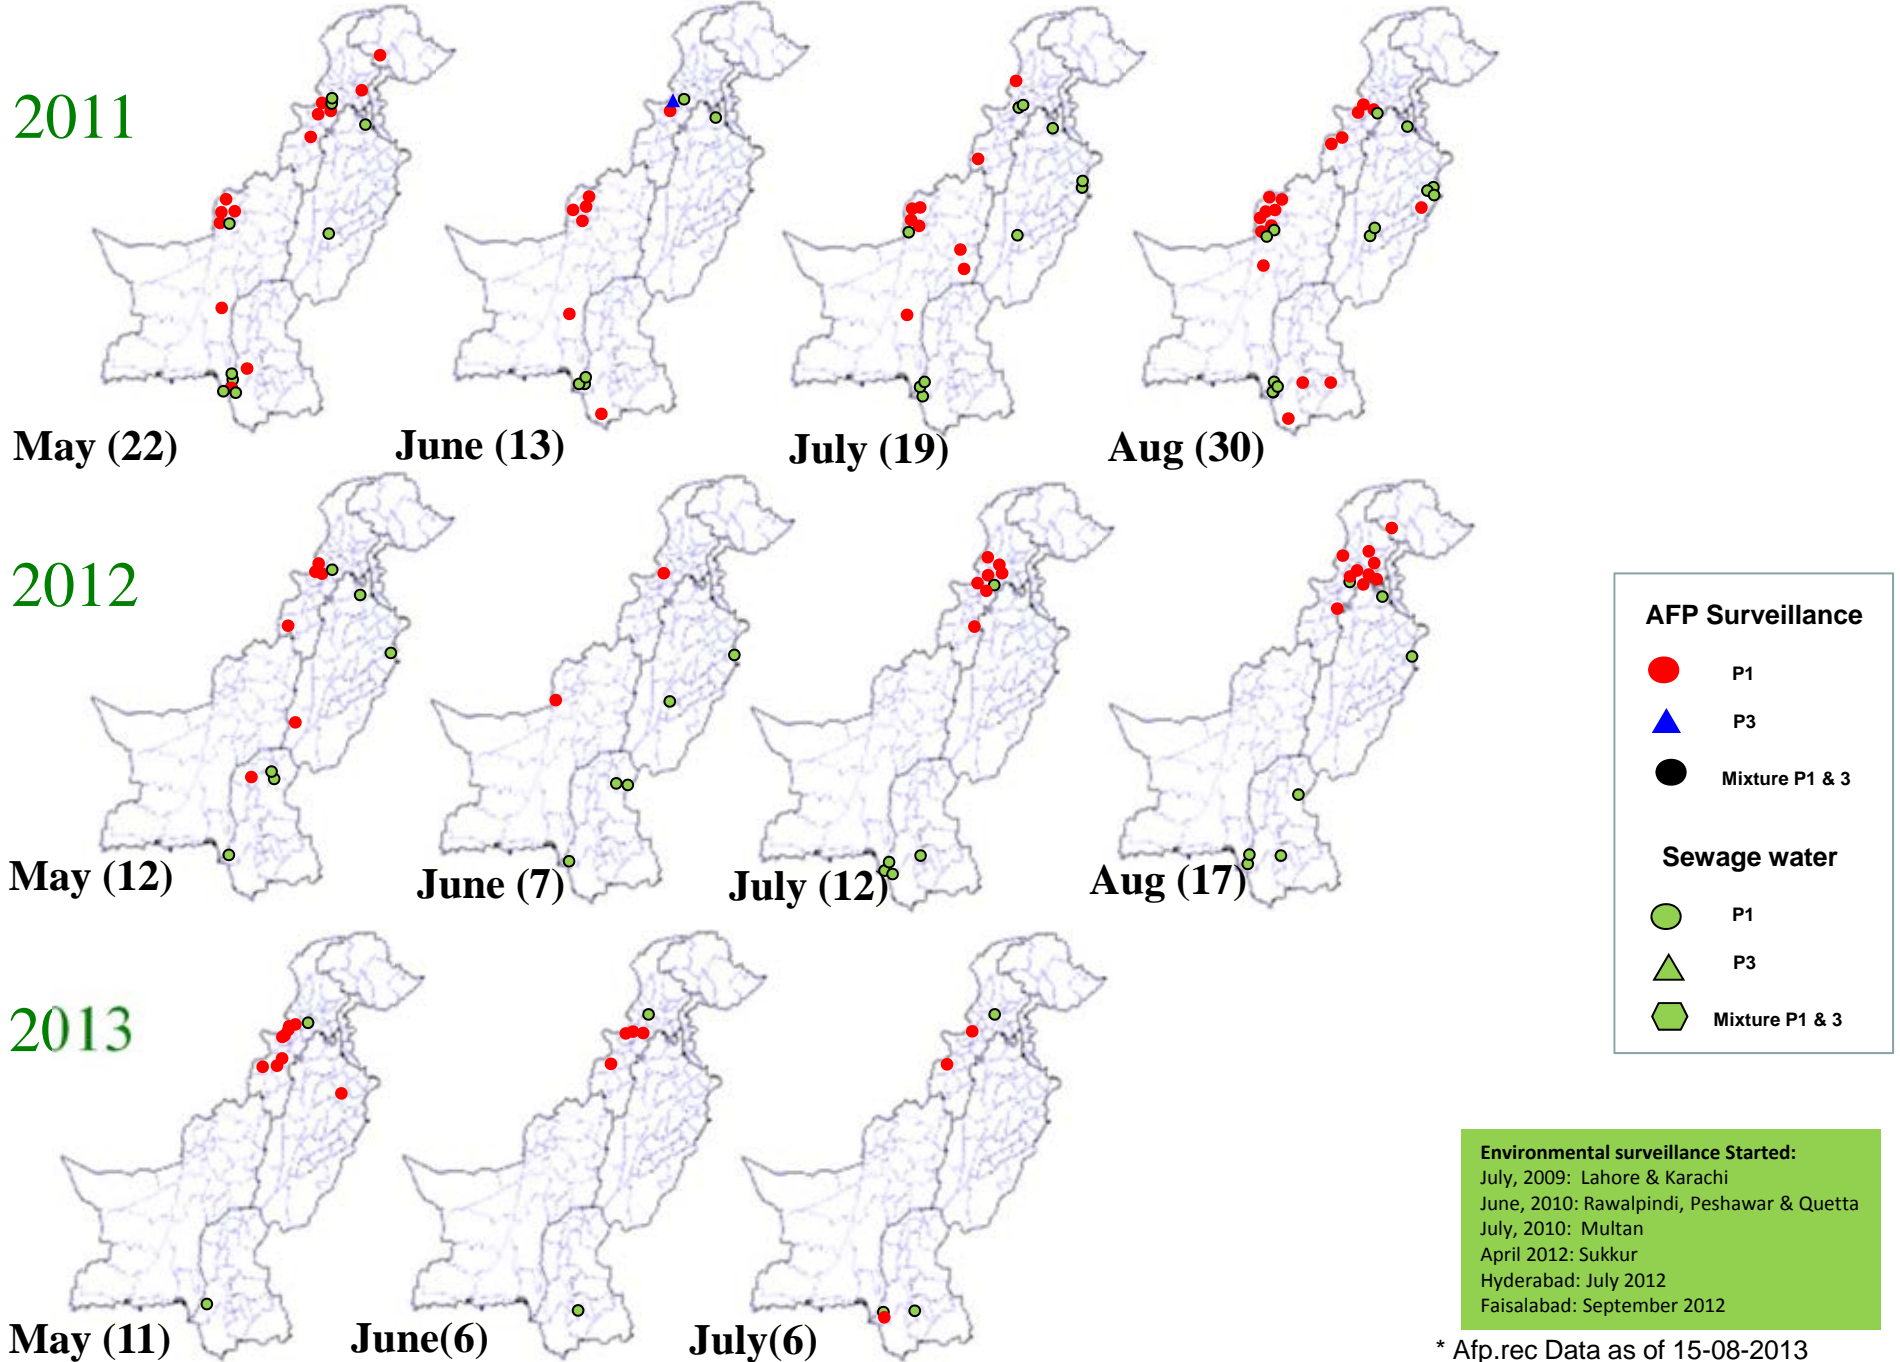 2011
May (22)
June (13)
July (19)
Aug (30)
2012
May (12)
June (7)
July (12)
Aug (17)
2013
May (11)
June(6)
July(6)
AFP Surveillance
P1
P3
Mixture P1 & 3
Sewage water
P1
P3
Mixture P1 & 3
Environmental surveillance Started:
July, 2009: Lahore & Karachi
June, 2010: Rawalpindi, Peshawar & Quetta
July, 2010: Multan
April 2012: Sukkur
Hyderabad: July 2012
Faisalabad: September 2012
* Afp.rec Data as of 15-08-2013